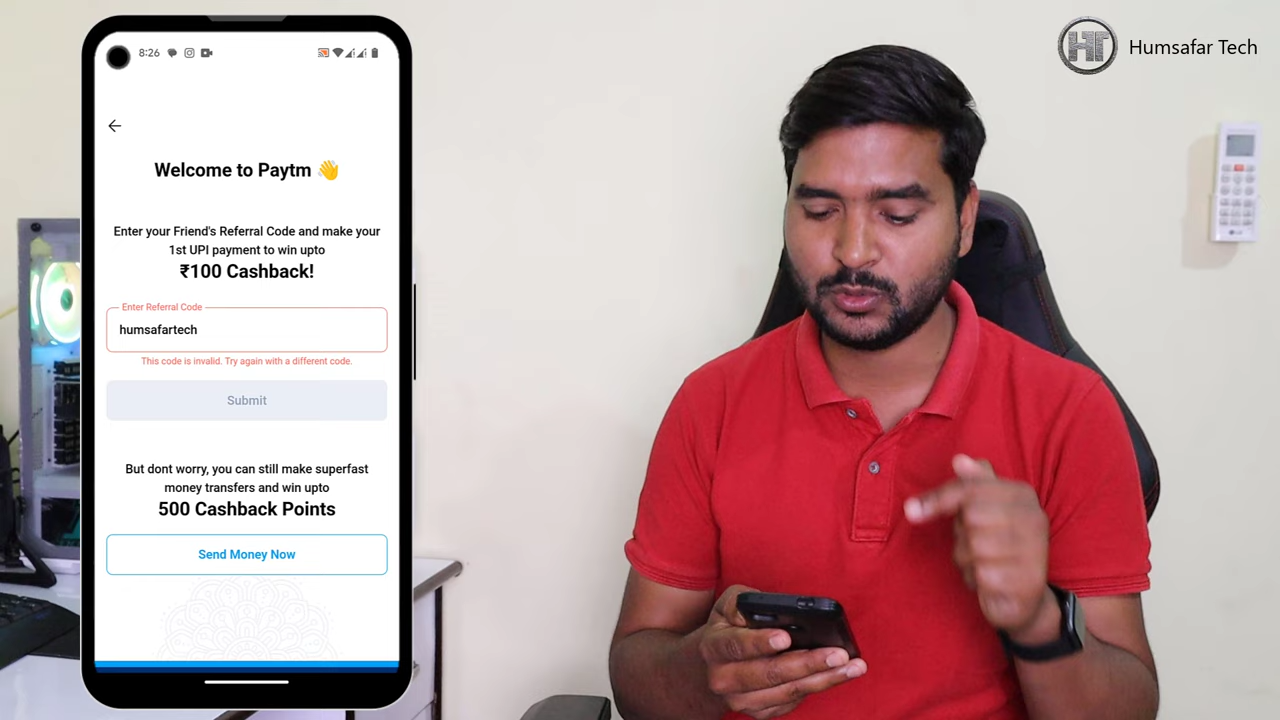 8:26
Welcome to Paytm 👋
Enter your Friend's Referral Code and make your
1st UPI payment to win upto
₹100 Cashback!
Enter Referral Code
humsafartech
This code is invalid. Try again with a different code.
Submit
But dont worry, you can still make superfast
money transfers and win upto
500 Cashback Points
Send Money Now
HT
Humsafar Tech
LG